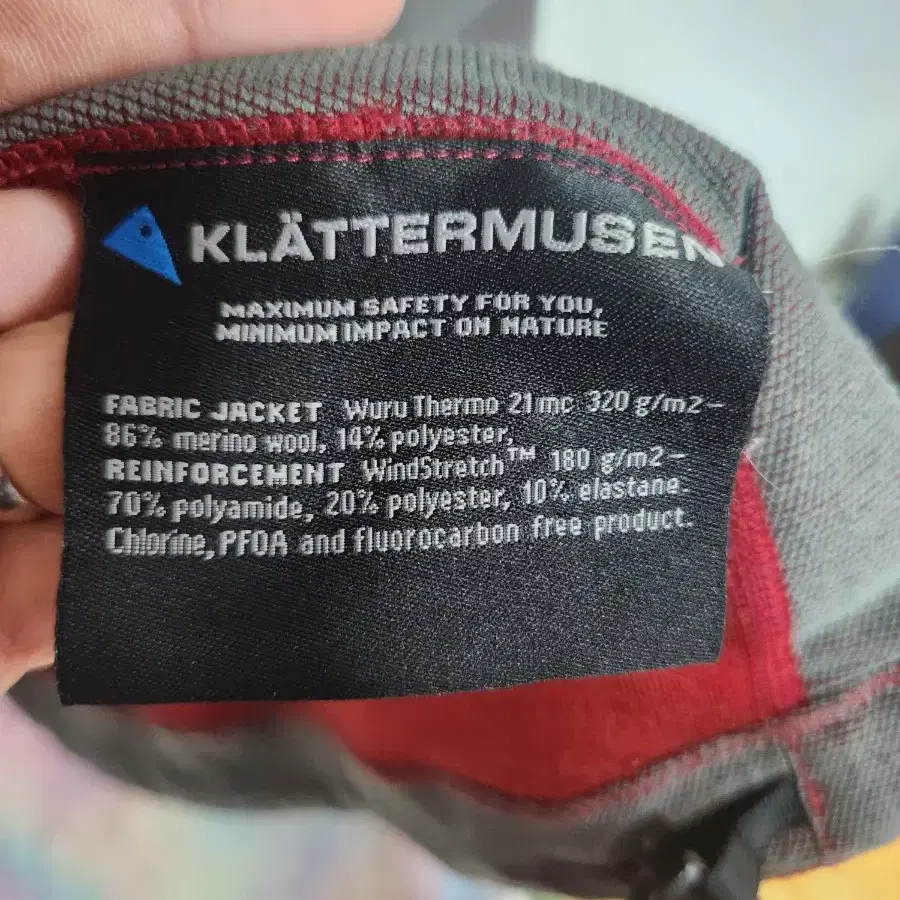 KLÄTTERMUSEN
MAXIMUM SAFETY FOR YOU,
MINIMUM IMPACT ON NATURE
FABRIC JACKET Wuru Thermo 21mc 320 g/m2-
86% merino wool, 14% polyester,
REINFORCEMENT WindStretch™ 180 g/m2-
70% polyamide, 20% polyester, 10% elastane.
Chlorine, PFOA and fluorocarbon free product.